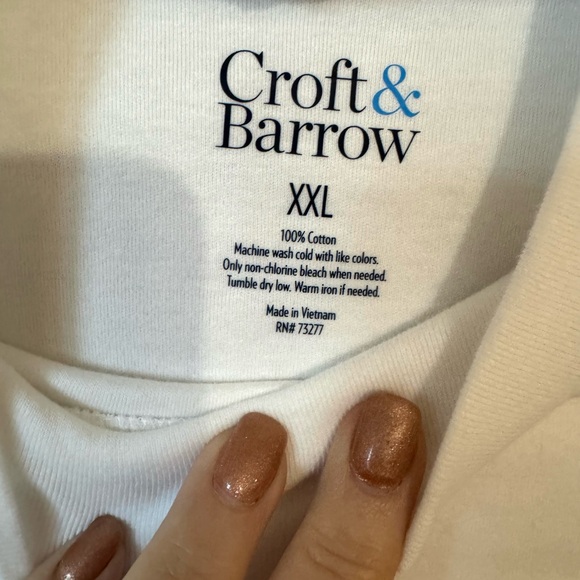 Croft&
Barrow
XXL
100% Cotton
Machine wash cold with like colors.
Only non-chlorine bleach when needed.
Tumble dry low. Warm iron if needed.
Made in Vietnam
RN# 73277